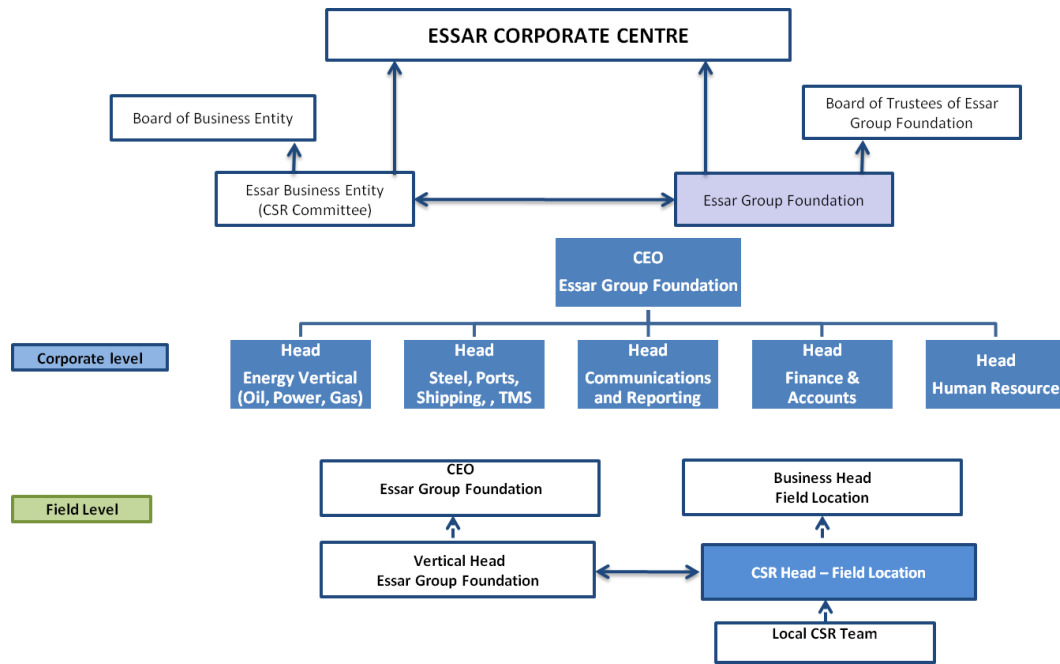 ESSAR CORPORATE CENTRE
Board of Business Entity
Board of Trustees of Essar
Group Foundation
Essar Business Entity
(CSR Committee)
Essar Group Foundation
CEO
Essar Group Foundation
Corporate level
Head
Energy Vertical
(Oil, Power, Gas)
Head
Steel, Ports,
Shipping, , TMS
Head
Communications
and Reporting
Head
Finance &
Accounts
Head
Human Resource
Field Level
CEO
Essar Group Foundation
Business Head
Field Location
Vertical Head
Essar Group Foundation
CSR Head – Field Location
Local CSR Team